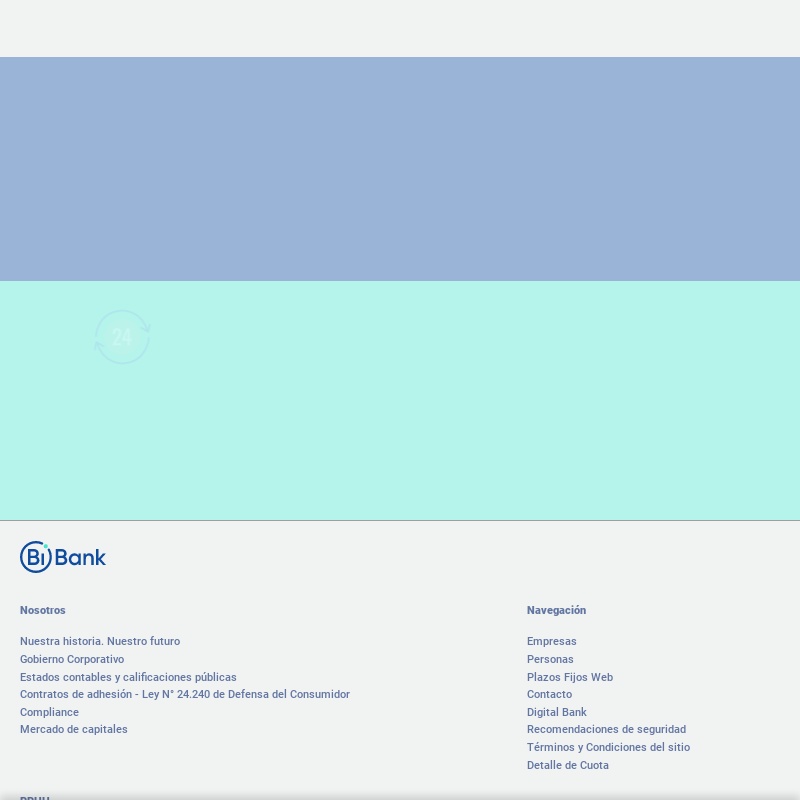 24
Bi Bank
Nosotros
Nuestra historia. Nuestro futuro
Gobierno Corporativo
Estados contables y calificaciones públicas
Contratos de adhesión - Ley N° 24.240 de Defensa del Consumidor
Compliance
Mercado de capitales
Navegación
Empresas
Personas
Plazos Fijos Web
Contacto
Digital Bank
Recomendaciones de seguridad
Términos y Condiciones del sitio
Detalle de Cuota